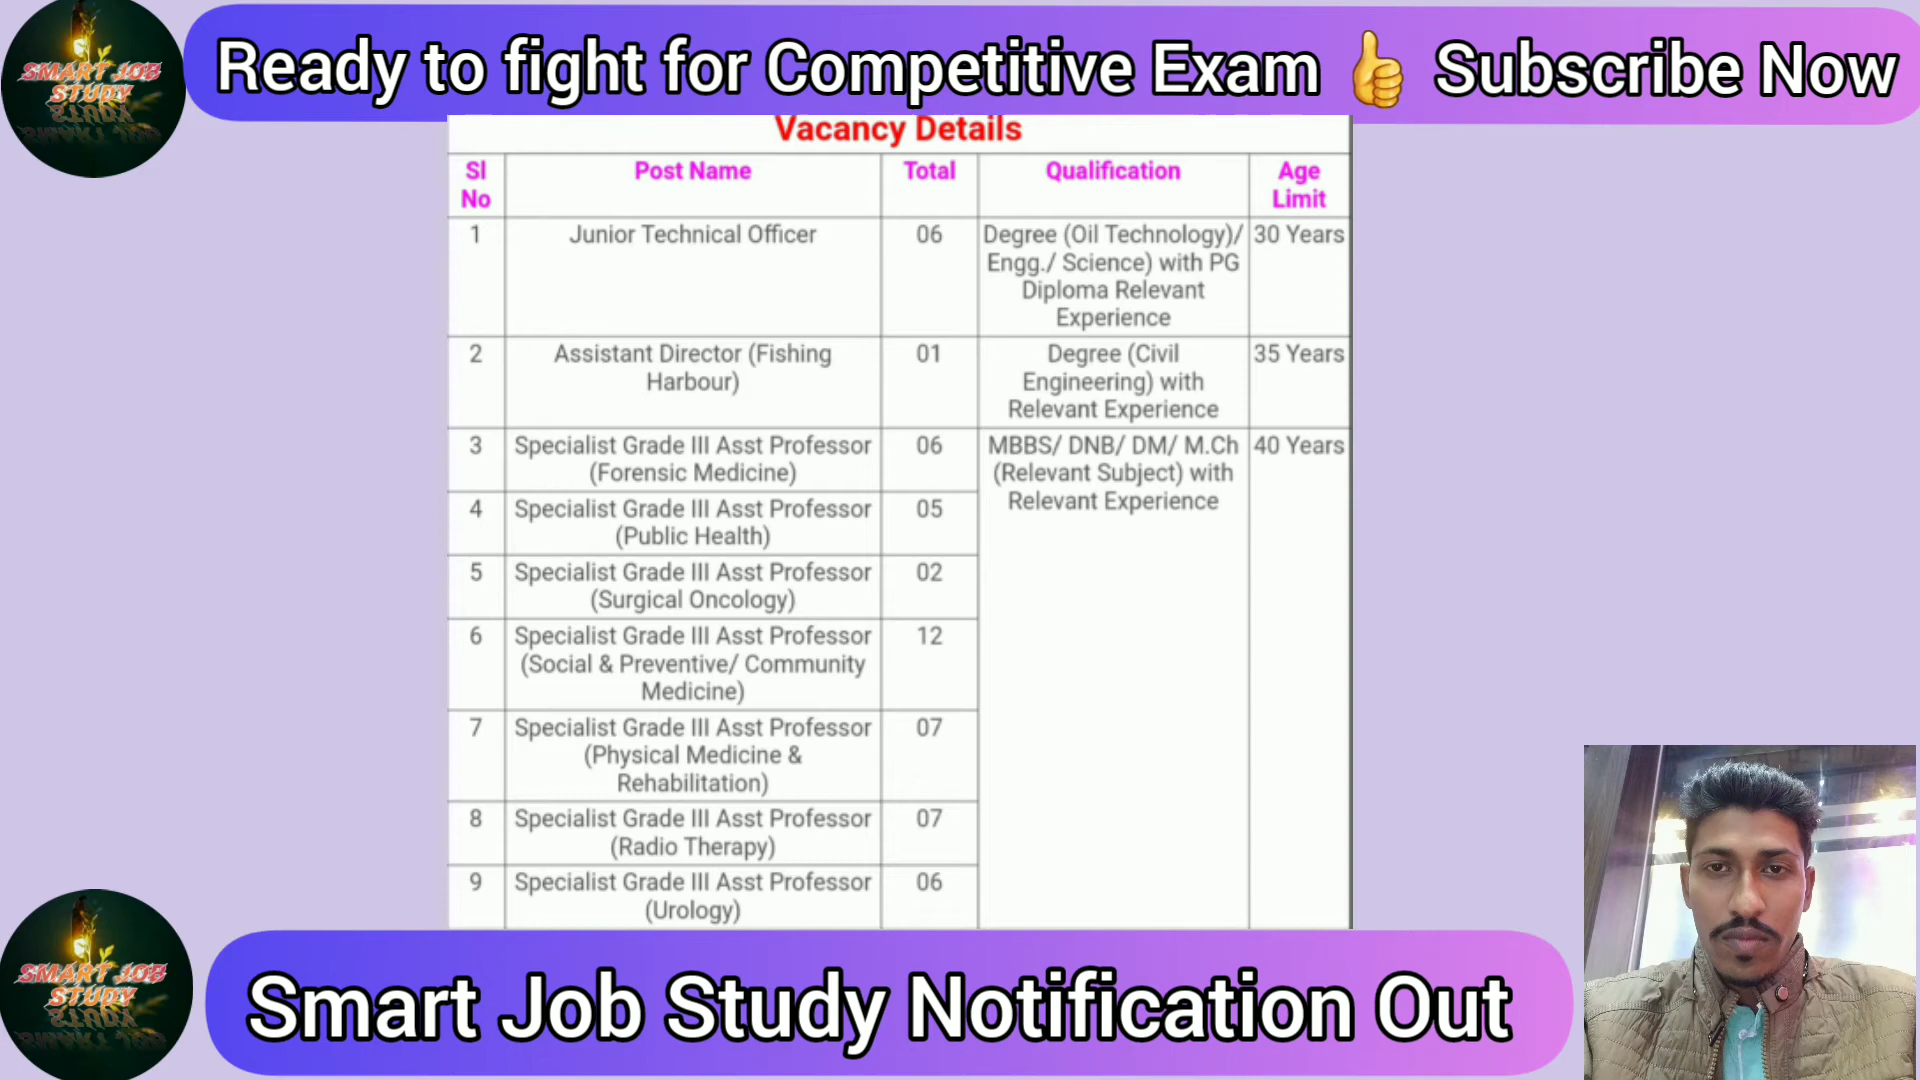 SMART JOB
STUDY
Ready to fight for Competitive Exam 👍 Subscribe Now
Vacancy Details
Sl No Post Name Total Qualification Age Limit
1 Junior Technical Officer 06 Degree (Oil Technology)/ 30 Years
Engg./ Science) with PG
Diploma Relevant
Experience
2 Assistant Director (Fishing 01 Degree (Civil 35 Years
Harbour) Engineering) with
Relevant Experience
3 Specialist Grade III Asst Professor 06 MBBS/ DNB/ DM/ M.Ch 40 Years
(Forensic Medicine) (Relevant Subject) with
Relevant Experience
4 Specialist Grade III Asst Professor 05
(Public Health)
5 Specialist Grade III Asst Professor 02
(Surgical Oncology)
6 Specialist Grade III Asst Professor 12
(Social & Preventive/ Community
Medicine)
7 Specialist Grade III Asst Professor 07
(Physical Medicine &
Rehabilitation)
8 Specialist Grade III Asst Professor 07
(Radio Therapy)
9 Specialist Grade III Asst Professor 06
(Urology)
SMART JOB
STUDY
Smart Job Study Notification Out